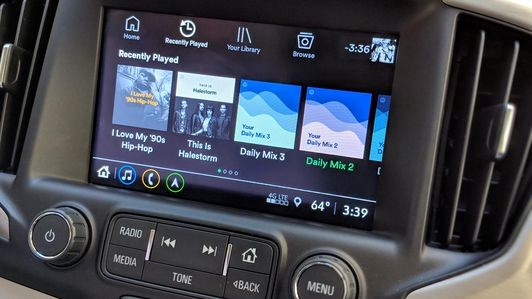 Home
Recently Played
Your Library
Browse
-3:36
Recently Played
I Love My
'90s Hip-Hop
THIS IS
Halestorm
Your
Daily Mix 3
Your
Daily Mix 2
I Love My '90s
Hip-Hop
This Is
Halestorm
Daily Mix 3
Daily Mix 2
4G LTE
64°
3:39
RADIO
MEDIA
TONE
BACK
MENU